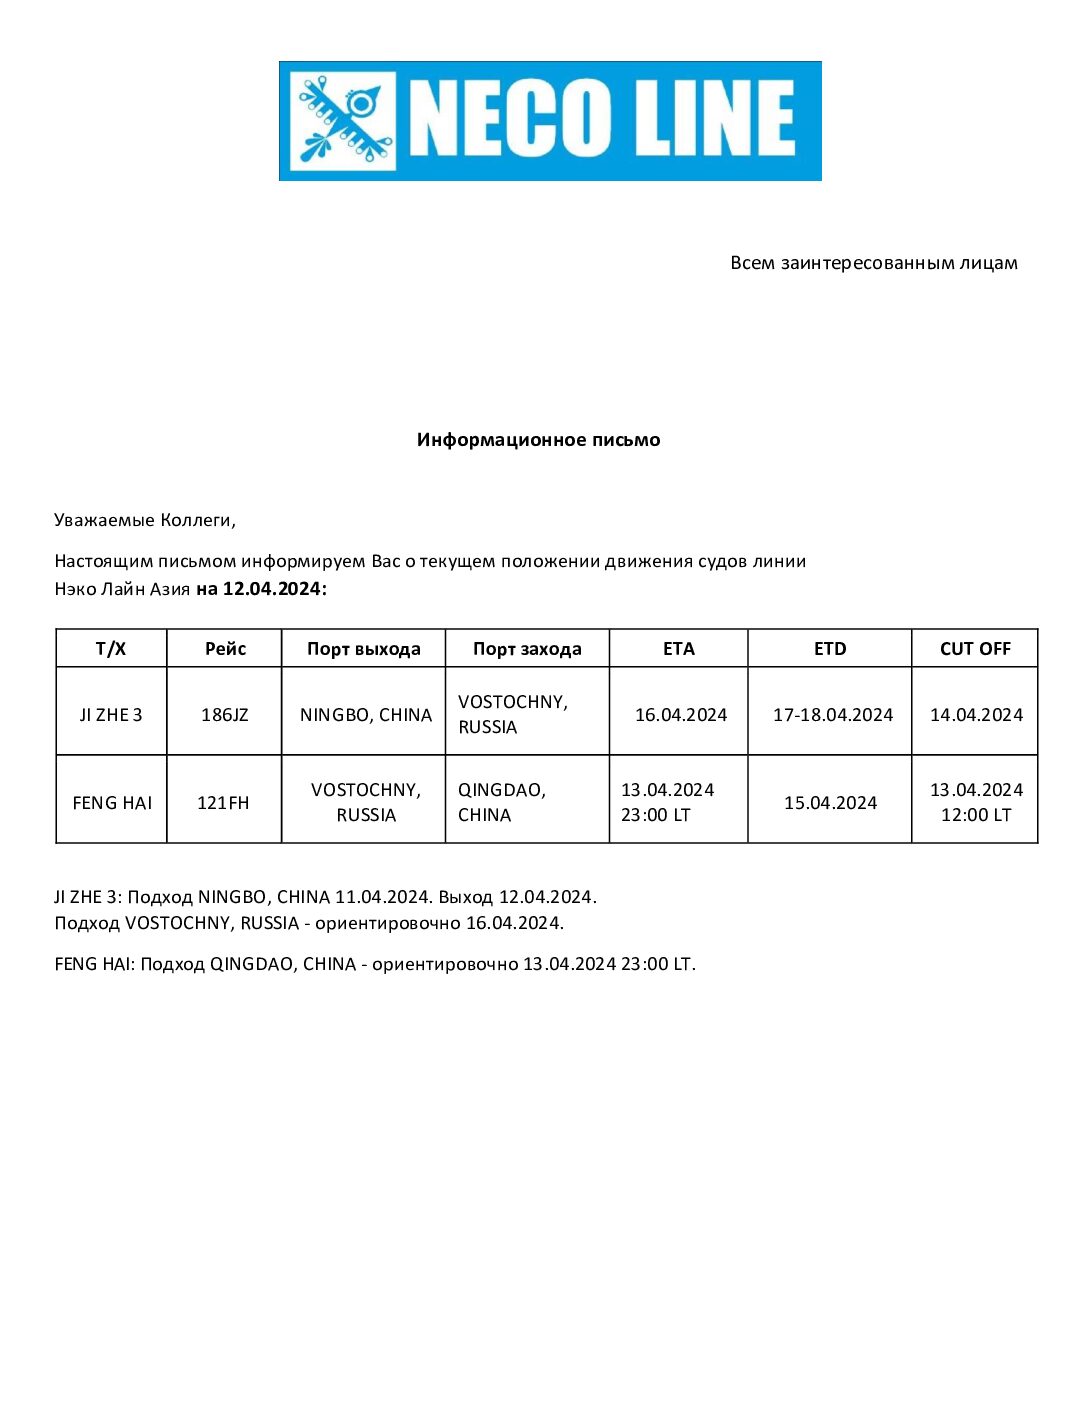 NECO LINE
Всем заинтересованным лицам
Информационное письмо
Уважаемые Коллеги,
Настоящим письмом информируем Вас о текущем положении движения судов линии
Нэко Лайн Азия на 12.04.2024:
Т/Х Рейс Порт выхода Порт захода ETA ETD CUT OFF
JI ZHE 3 186JZ NINGBO, CHINA VOSTOCHNY, RUSSIA 16.04.2024 17-18.04.2024 14.04.2024
FENG HAI 121FH VOSTOCHNY, RUSSIA QINGDAO, CHINA 13.04.2024 23:00 LT 15.04.2024 13.04.2024 12:00 LT
JI ZHE 3: Подход NINGBO, CHINA 11.04.2024. Выход 12.04.2024.
Подход VOSTOCHNY, RUSSIA - ориентировочно 16.04.2024.
FENG HAI: Подход QINGDAO, CHINA - ориентировочно 13.04.2024 23:00 LT.